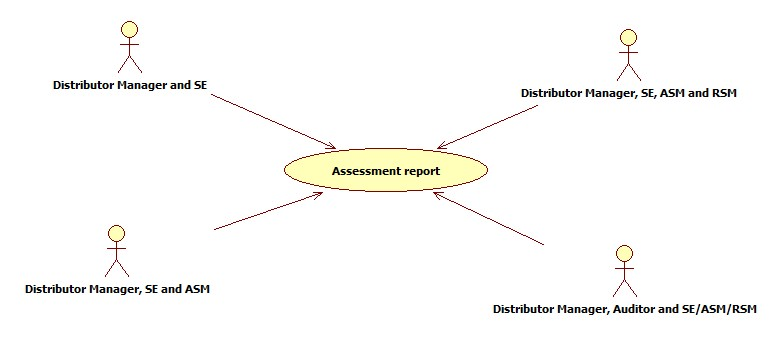 Distributor Manager and SE
Distributor Manager, SE, ASM and RSM
Assessment report
Distributor Manager, SE and ASM
Distributor Manager, Auditor and SE/ASM/RSM